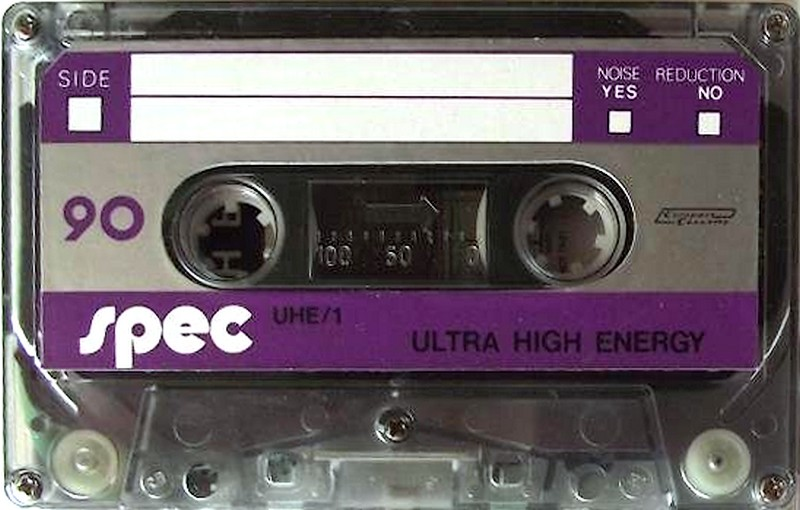 SIDE
NOISE REDUCTION
YES NO
90
100 50 0
spec UHE/1
ULTRA HIGH ENERGY